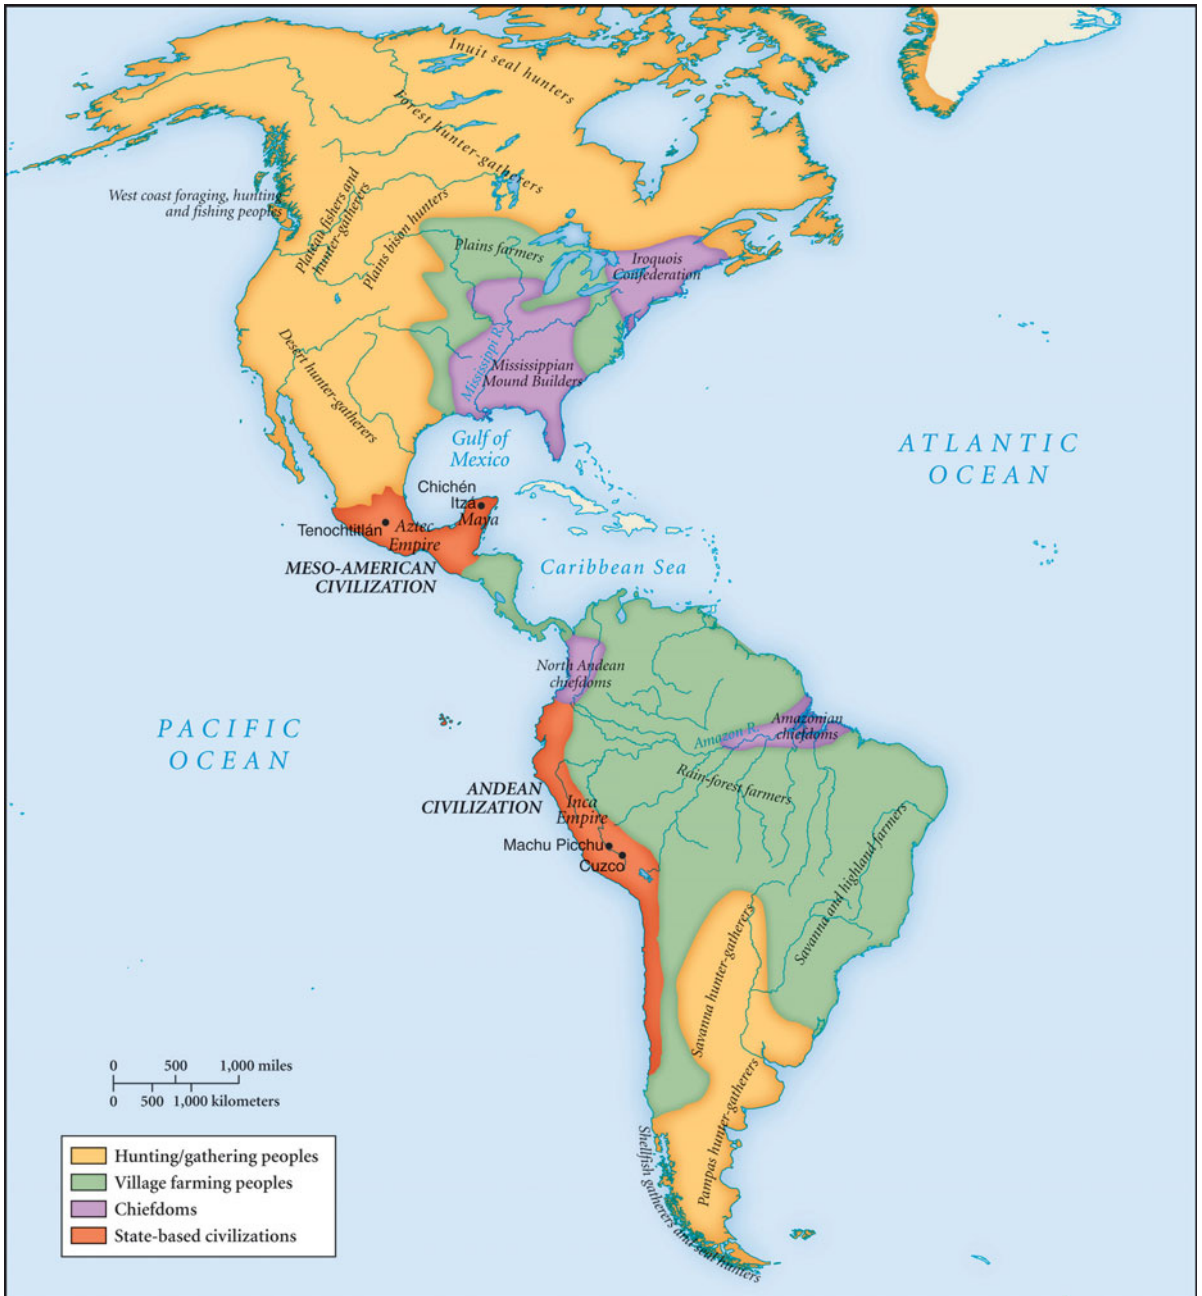 Inuit seal hunters
Forest hunter-gatherers
West coast foraging, hunting
and fishing peoples
Plateau fishers and
hunter-gatherers
Plains bison hunters
Plains farmers
Iroquois
Confederation
Desert hunter-gatherers
Mississippi R.
Mississippian
Mound Builders
Gulf of
Mexico
ATLANTIC
OCEAN
Chichén
Itzá
Maya
Tenochtitlán
Aztec
Empire
MESO-AMERICAN
CIVILIZATION
Caribbean Sea
North Andean
chiefdoms
PACIFIC
OCEAN
Amazonian
chiefdoms
Amazon R.
Rain-forest farmers
ANDEAN
CIVILIZATION
Inca
Empire
Machu Picchu
Cuzco
Savanna and highland farmers
Savanna hunter-gatherers
Pampas hunter-gatherers
Shellfish gatherers and seal hunters
0 500 1,000 miles
0 500 1,000 kilometers
Hunting/gathering peoples
Village farming peoples
Chiefdoms
State-based civilizations